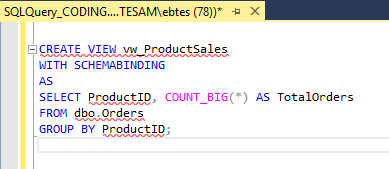 SQLQuery_CODING....TESAM\ebtes (78))*
CREATE VIEW vw_ProductSales
WITH SCHEMABINDING
AS
SELECT ProductID, COUNT_BIG(*) AS TotalOrders
FROM dbo.Orders
GROUP BY ProductID;